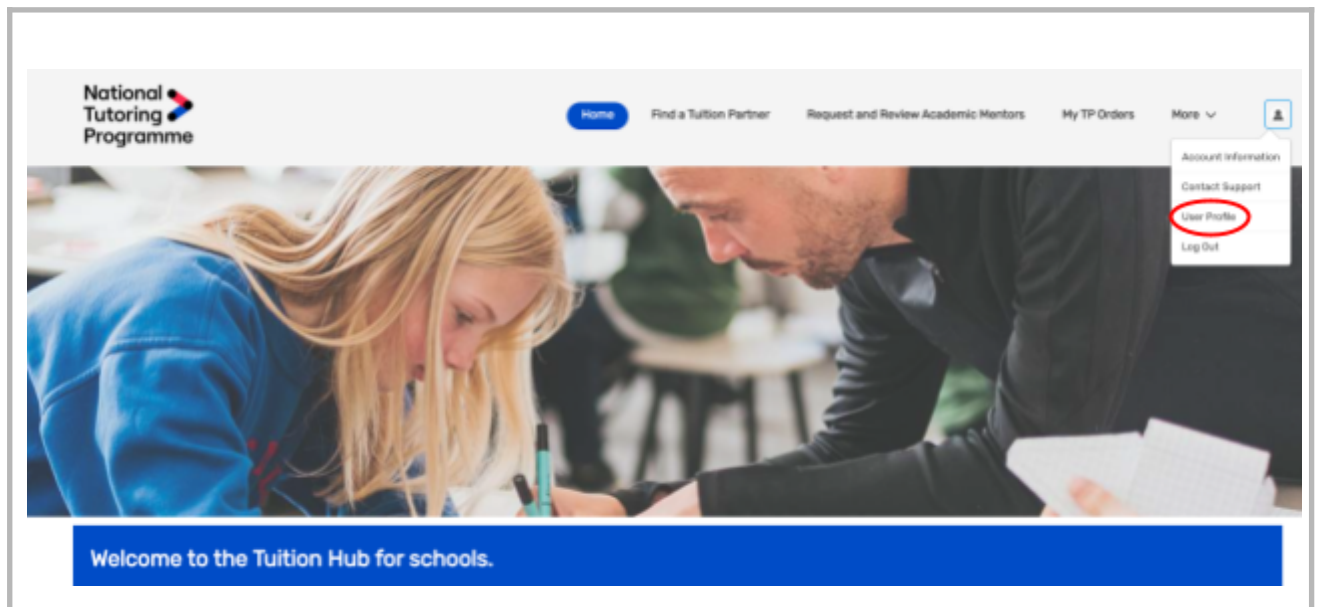 National
Tutoring
Programme
Home
Find a Tuition Partner
Request and Review Academic Mentors
My TP Orders
More
Account Information
Contact Support
User Profile
Log Out
Welcome to the Tuition Hub for schools.